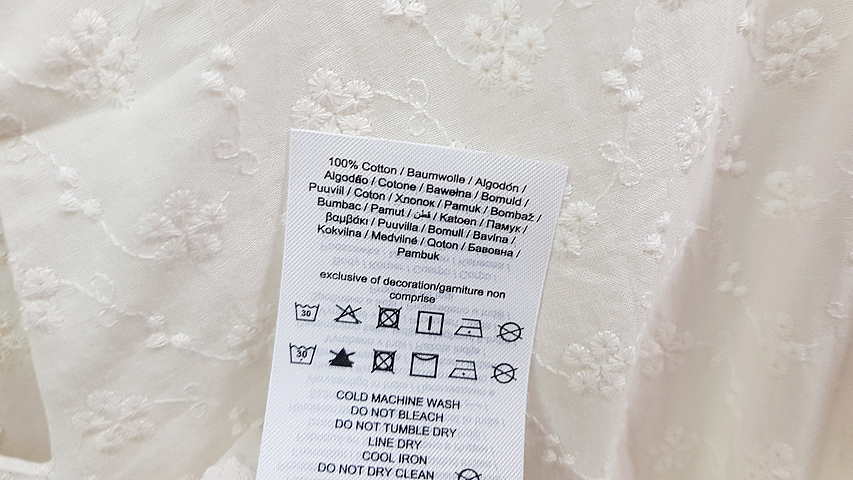 100% Cotton / Baumwolle / Algodón /
Algodão / Cotone / Bawełna / Bomuld /
Puuvill / Coton / Хлопок / Pamuk / Bombaž /
Bumbac / Pamut / قطن / Katoen / Памук /
βαμβάκι / Puuvilla / Bomull / Bavlna /
Kokvilna / Medvilnė / Qoton / Бавовна /
Pambuk
exclusive of decoration/garniture non
comprise
30
30
COLD MACHINE WASH
DO NOT BLEACH
DO NOT TUMBLE DRY
LINE DRY
COOL IRON
DO NOT DRY CLEAN